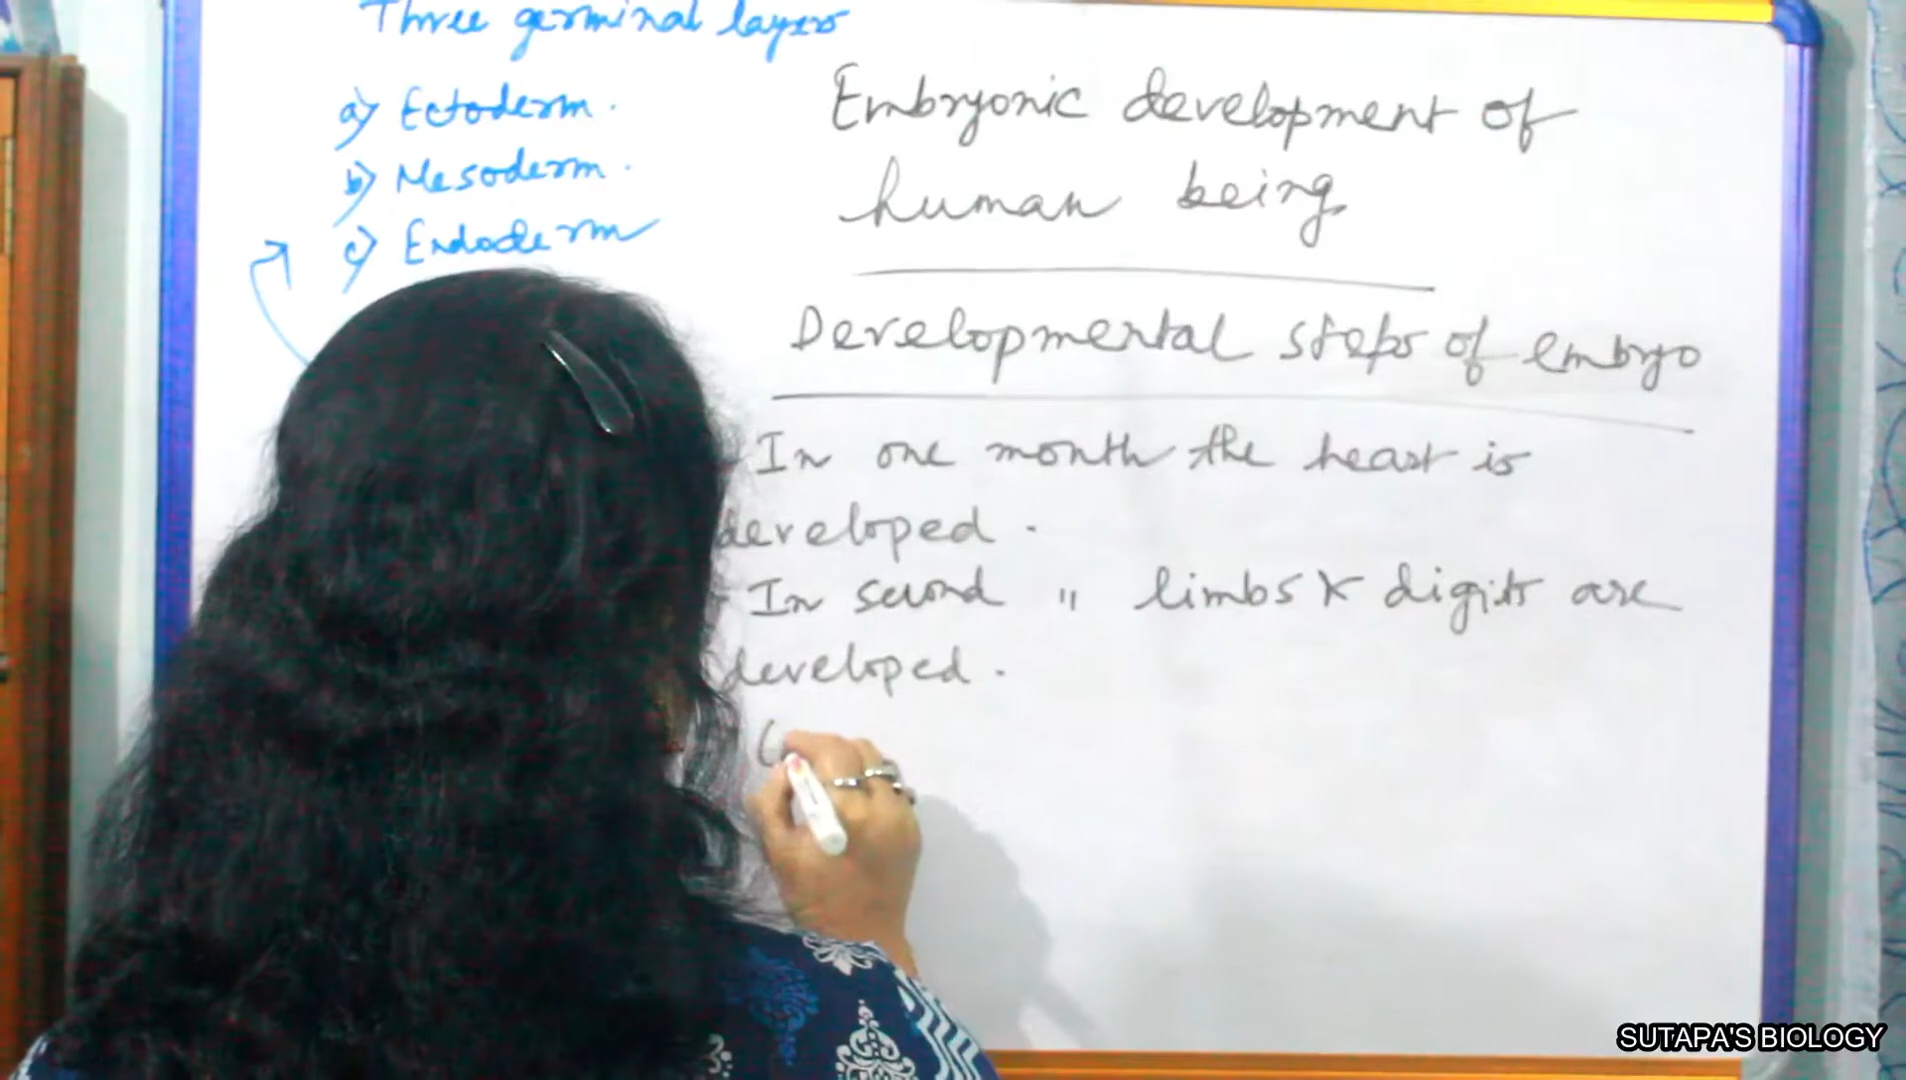 Three germinal layers
a) Ectoderm.
b) Mesoderm.
c) Endoderm
Embryonic development of
human being
Developmental steps of embryo
In one month the heart is
developed.
In second " limbs & digits are
developed.
SUTAPA'S BIOLOGY